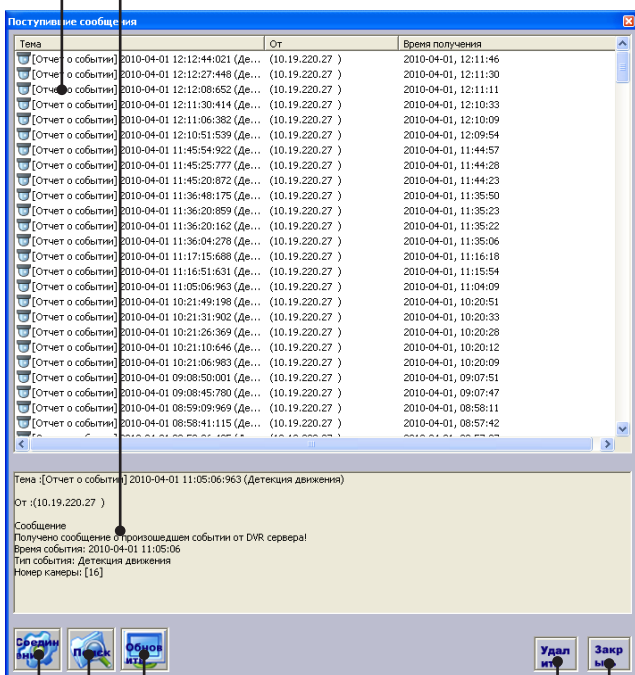 Поступившие сообщения
Тема От Время получения
[Отчет о событии] 2010-04-01 12:12:44:021 (Де... (10.19.220.27 ) 2010-04-01, 12:11:46
[Отчет о событии] 2010-04-01 12:12:27:448 (Де... (10.19.220.27 ) 2010-04-01, 12:11:30
[Отчет о событии] 2010-04-01 12:12:08:652 (Де... (10.19.220.27 ) 2010-04-01, 12:11:11
[Отчет о событии] 2010-04-01 12:11:30:414 (Де... (10.19.220.27 ) 2010-04-01, 12:10:33
[Отчет о событии] 2010-04-01 12:11:06:382 (Де... (10.19.220.27 ) 2010-04-01, 12:10:09
[Отчет о событии] 2010-04-01 12:10:51:539 (Де... (10.19.220.27 ) 2010-04-01, 12:09:54
[Отчет о событии] 2010-04-01 11:45:54:922 (Де... (10.19.220.27 ) 2010-04-01, 11:44:57
[Отчет о событии] 2010-04-01 11:45:25:777 (Де... (10.19.220.27 ) 2010-04-01, 11:44:28
[Отчет о событии] 2010-04-01 11:45:20:872 (Де... (10.19.220.27 ) 2010-04-01, 11:44:23
[Отчет о событии] 2010-04-01 11:36:48:175 (Де... (10.19.220.27 ) 2010-04-01, 11:35:50
[Отчет о событии] 2010-04-01 11:36:20:859 (Де... (10.19.220.27 ) 2010-04-01, 11:35:23
[Отчет о событии] 2010-04-01 11:36:20:162 (Де... (10.19.220.27 ) 2010-04-01, 11:35:22
[Отчет о событии] 2010-04-01 11:36:04:278 (Де... (10.19.220.27 ) 2010-04-01, 11:35:06
[Отчет о событии] 2010-04-01 11:17:15:688 (Де... (10.19.220.27 ) 2010-04-01, 11:16:18
[Отчет о событии] 2010-04-01 11:16:51:631 (Де... (10.19.220.27 ) 2010-04-01, 11:15:54
[Отчет о событии] 2010-04-01 11:05:06:963 (Де... (10.19.220.27 ) 2010-04-01, 11:04:09
[Отчет о событии] 2010-04-01 10:21:49:198 (Де... (10.19.220.27 ) 2010-04-01, 10:20:51
[Отчет о событии] 2010-04-01 10:21:31:902 (Де... (10.19.220.27 ) 2010-04-01, 10:20:33
[Отчет о событии] 2010-04-01 10:21:26:369 (Де... (10.19.220.27 ) 2010-04-01, 10:20:28
[Отчет о событии] 2010-04-01 10:21:10:646 (Де... (10.19.220.27 ) 2010-04-01, 10:20:12
[Отчет о событии] 2010-04-01 10:21:06:983 (Де... (10.19.220.27 ) 2010-04-01, 10:20:09
[Отчет о событии] 2010-04-01 09:08:50:001 (Де... (10.19.220.27 ) 2010-04-01, 09:07:51
[Отчет о событии] 2010-04-01 09:08:45:780 (Де... (10.19.220.27 ) 2010-04-01, 09:07:47
[Отчет о событии] 2010-04-01 08:59:09:969 (Де... (10.19.220.27 ) 2010-04-01, 08:58:11
[Отчет о событии] 2010-04-01 08:58:41:115 (Де... (10.19.220.27 ) 2010-04-01, 08:57:42
Тема :[Отчет о событии] 2010-04-01 11:05:06:963 (Детекция движения)
От :(10.19.220.27 )
Сообщение
Получено сообщение о произошедшем событии от DVR сервера!
Время события: 2010-04-01 11:05:06
Тип события: Детекция движения
Номер камеры: [16]
Соедин
Поиск
Обнов
ить
Удал
ить
Закр